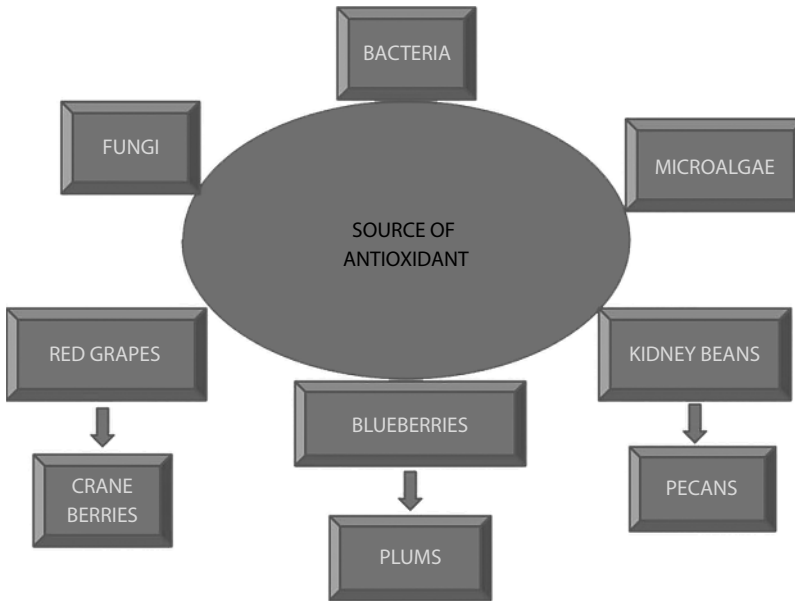 BACTERIA
FUNGI
MICROALGAE
SOURCE OF
ANTIOXIDANT
RED GRAPES
KIDNEY BEANS
BLUEBERRIES
CRANE
BERRIES
PECANS
PLUMS